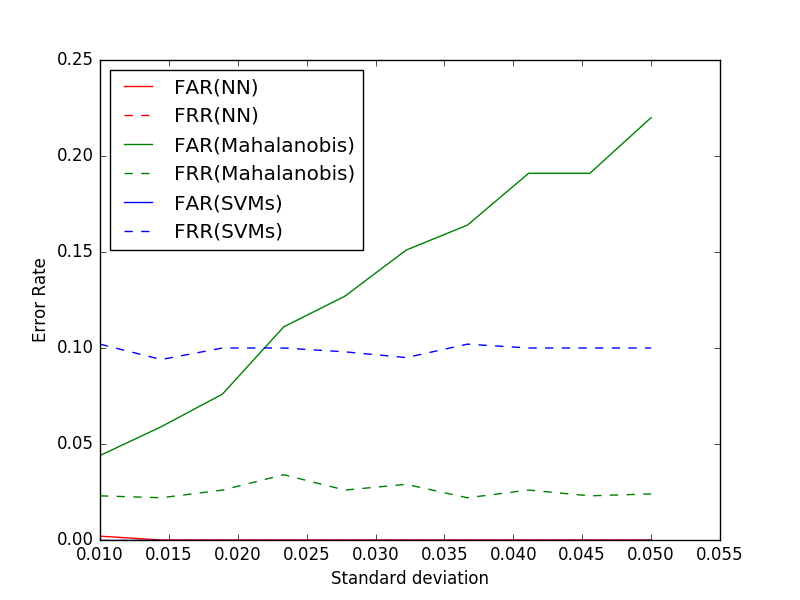 FAR(NN)
FRR(NN)
FAR(Mahalanobis)
FRR(Mahalanobis)
FAR(SVMs)
FRR(SVMs)
0.25
0.20
0.15
0.10
0.05
0.00
Error Rate
0.010 0.015 0.020 0.025 0.030 0.035 0.040 0.045 0.050 0.055
Standard deviation